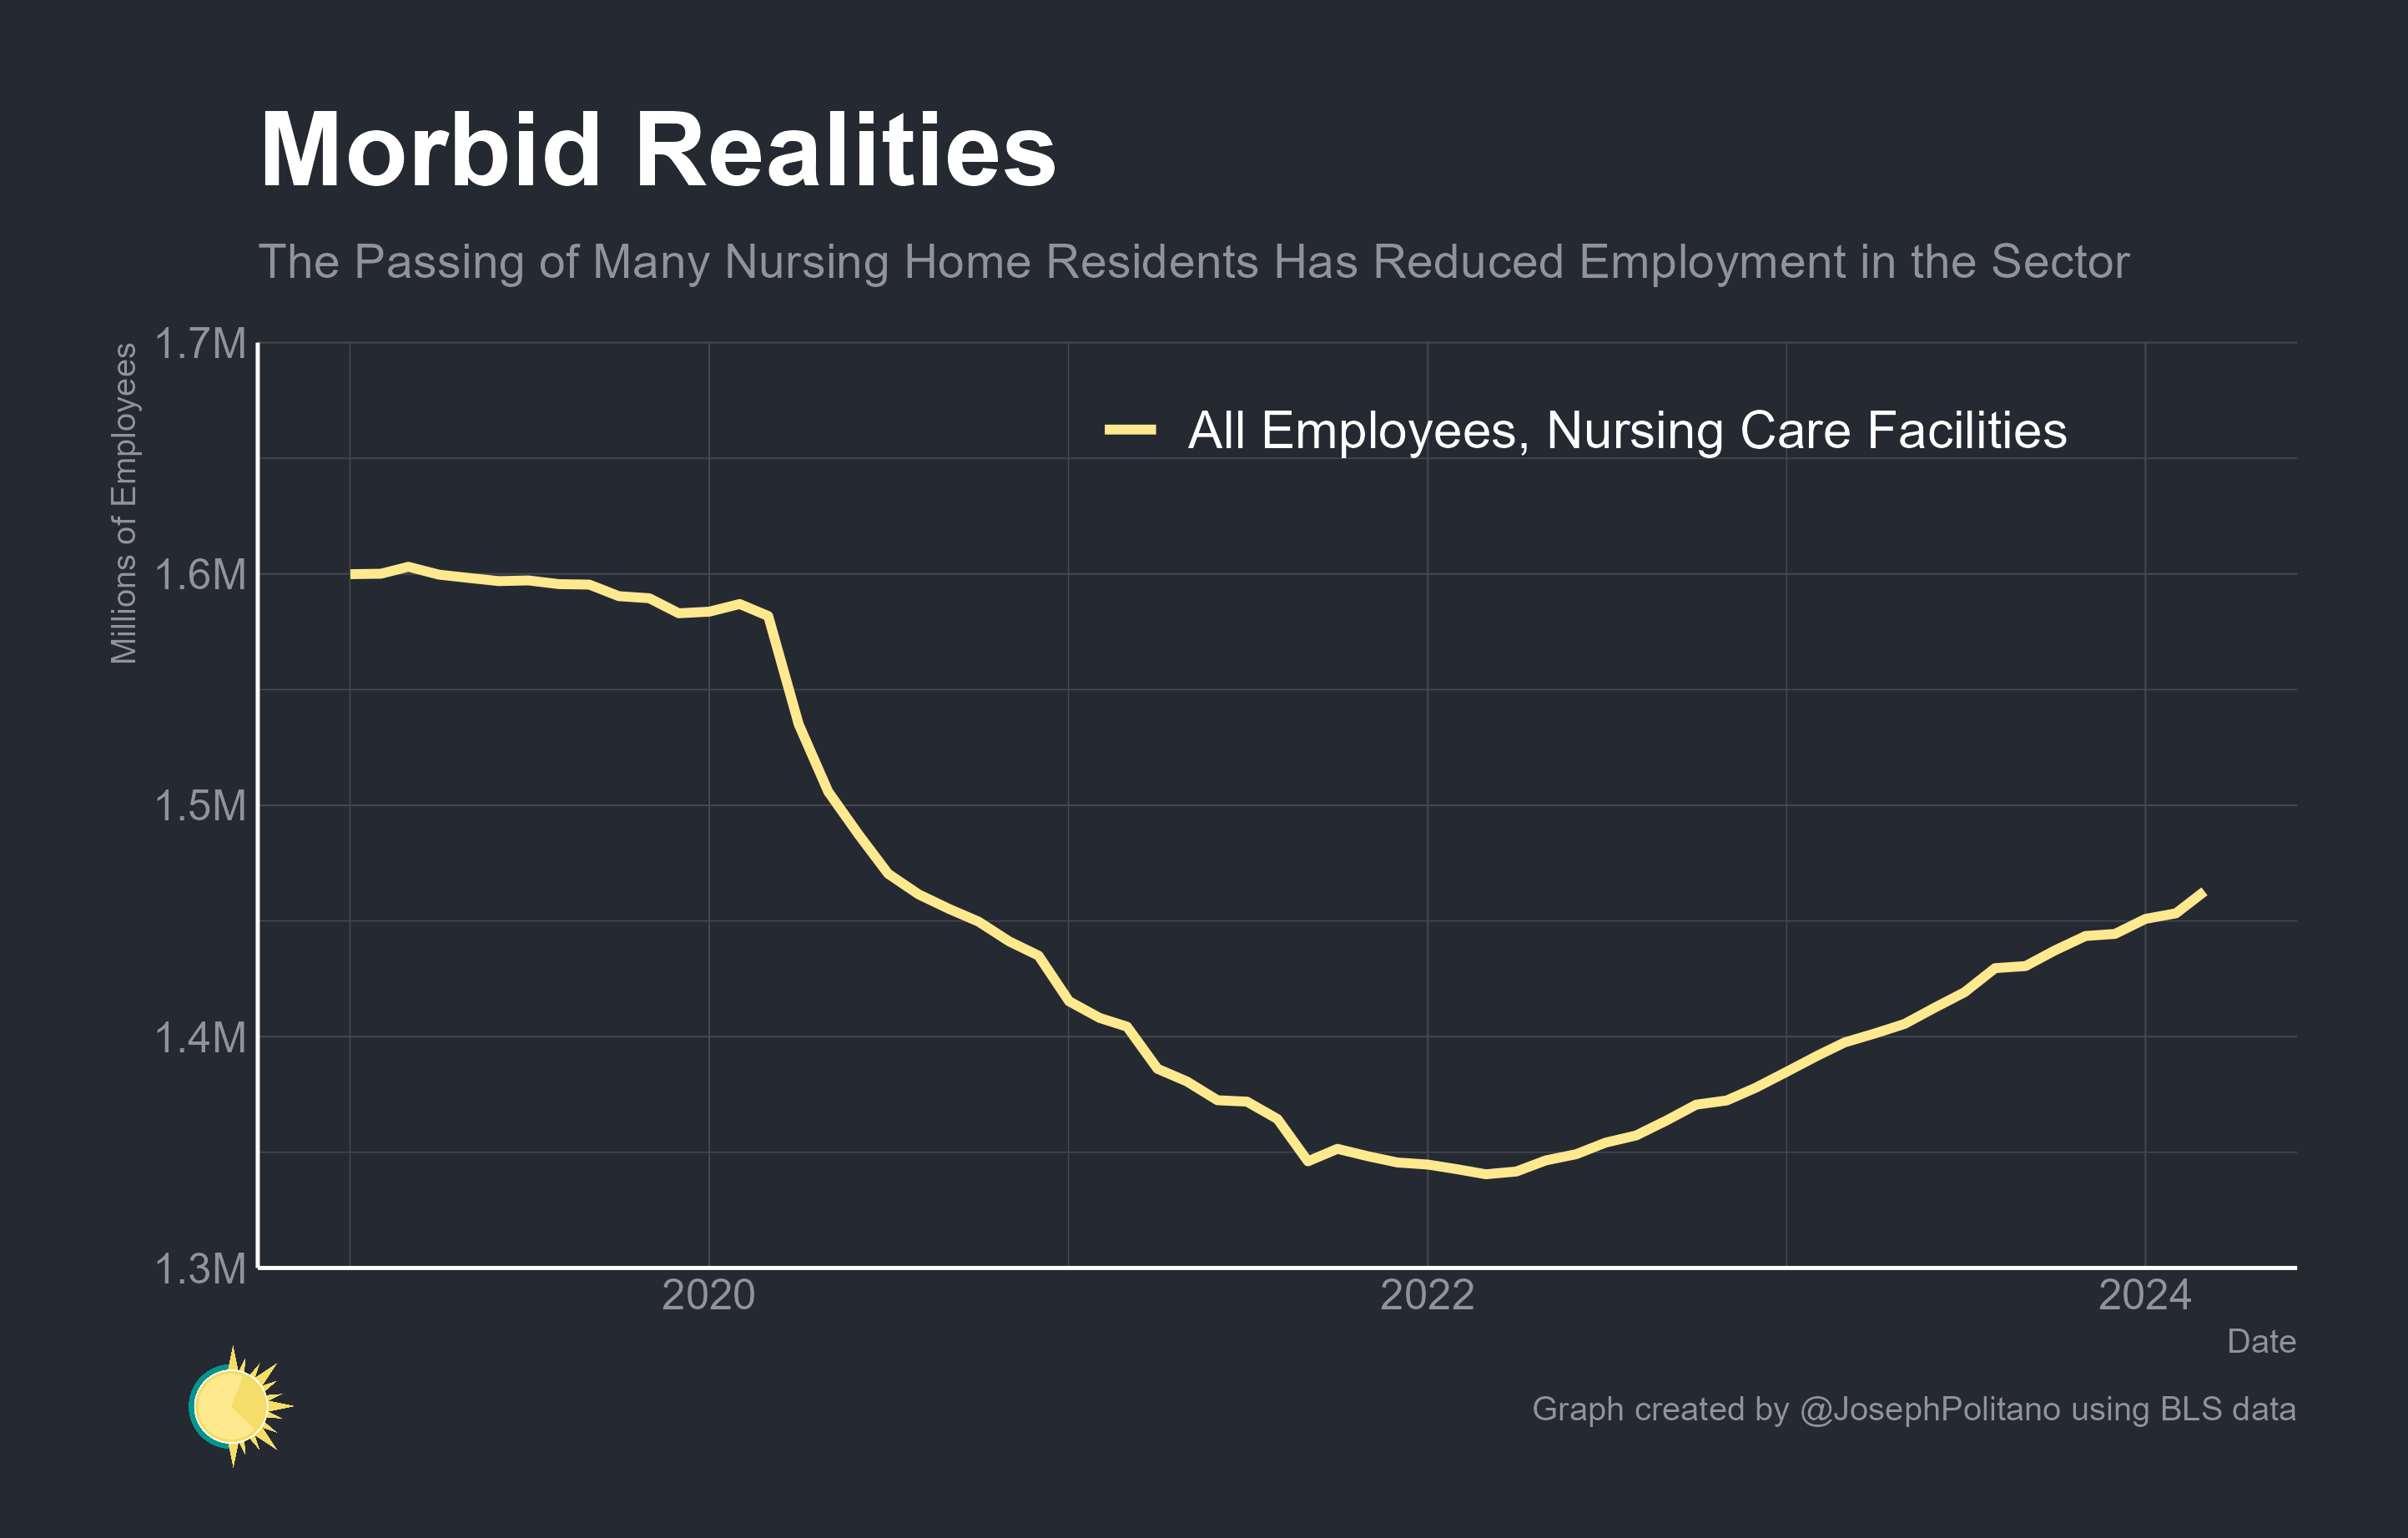 Morbid Realities
The Passing of Many Nursing Home Residents Has Reduced Employment in the Sector
Millions of Employees
1.7M
1.6M
1.5M
1.4M
1.3M
All Employees, Nursing Care Facilities
2020
2022
2024
Date
Graph created by @JosephPolitano using BLS data